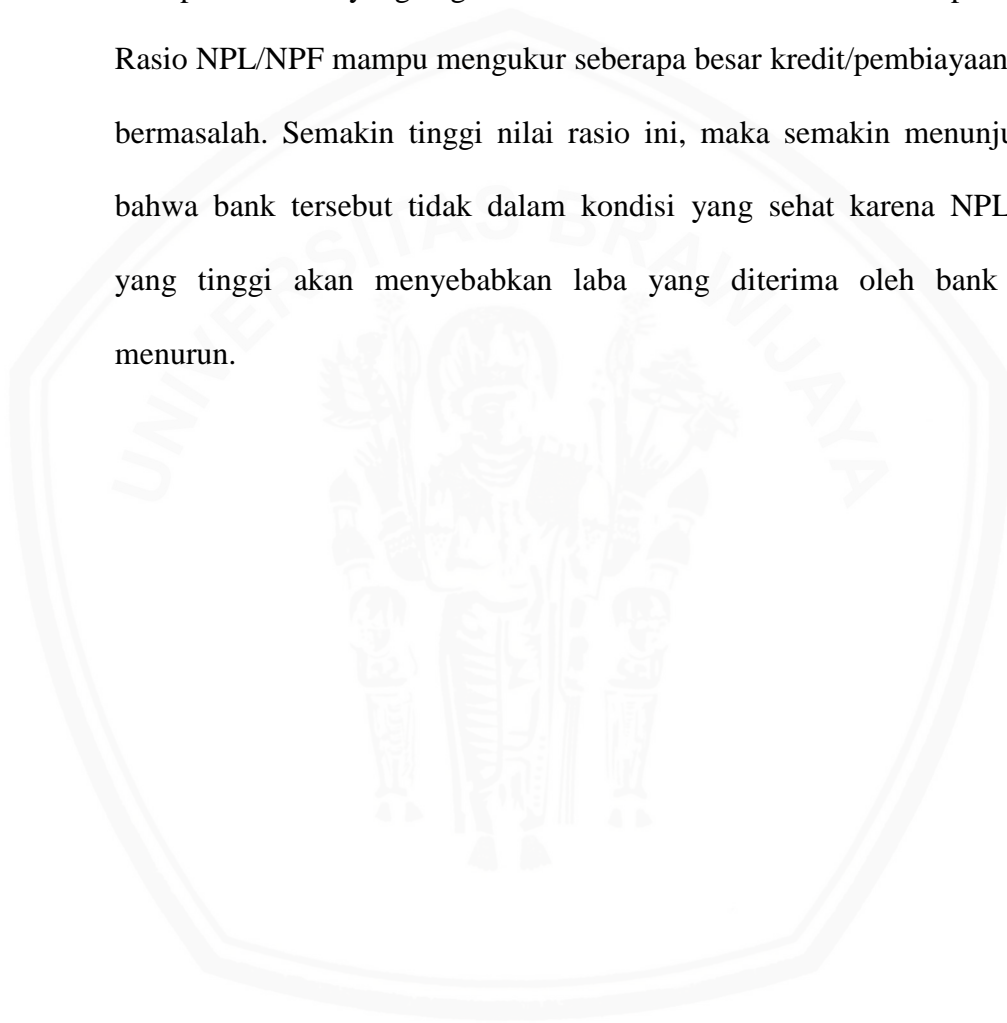 Rasio NPL/NPF mampu mengukur seberapa besar kredit/pembiayaan
bermasalah. Semakin tinggi nilai rasio ini, maka semakin menunju
bahwa bank tersebut tidak dalam kondisi yang sehat karena NPL
yang tinggi akan menyebabkan laba yang diterima oleh bank
menurun.
UNIVERSITAS BRAWIJAYA